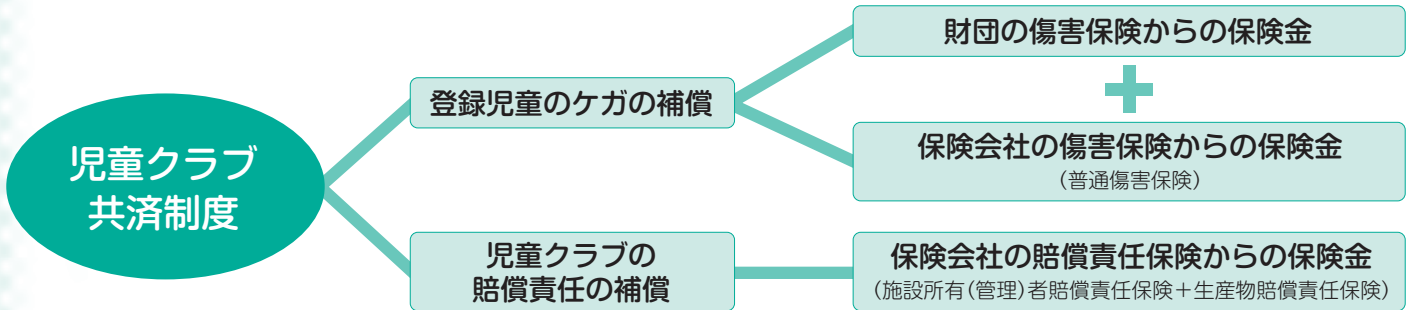 児童クラブ
共済制度
登録児童のケガの補償
財団の傷害保険からの保険金
+
保険会社の傷害保険からの保険金
(普通傷害保険)
児童クラブの
賠償責任の補償
保険会社の賠償責任保険からの保険金
(施設所有(管理)者賠償責任保険+生産物賠償責任保険)